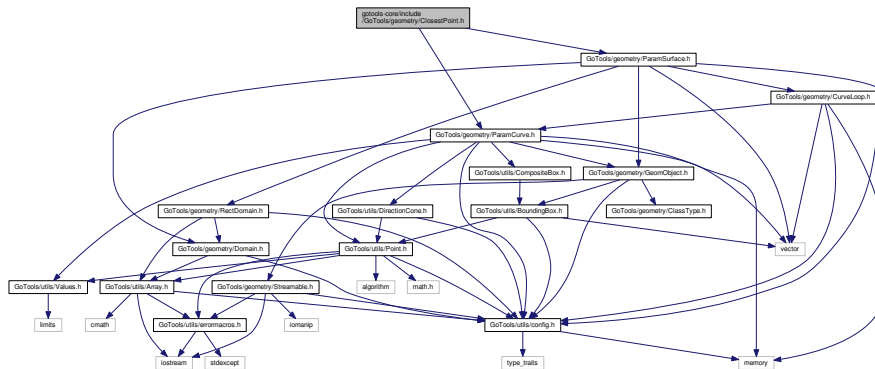 gotools-core/include
/GoTools/geometry/ClosestPoint.h
GoTools/geometry/ParamSurface.h
GoTools/geometry/CurveLoop.h
GoTools/geometry/ParamCurve.h
GoTools/utils/CompositeBox.h
GoTools/geometry/GeomObject.h
GoTools/geometry/RectDomain.h
GoTools/utils/DirectionCone.h
GoTools/utils/BoundingBox.h
GoTools/geometry/ClassType.h
GoTools/geometry/Domain.h
GoTools/utils/Point.h
vector
GoTools/utils/Values.h
GoTools/utils/Array.h
GoTools/geometry/Streamable.h
algorithm
math.h
limits
cmath
GoTools/utils/errormacros.h
iomanip
GoTools/utils/config.h
iostream
stdexcept
type_traits
memory